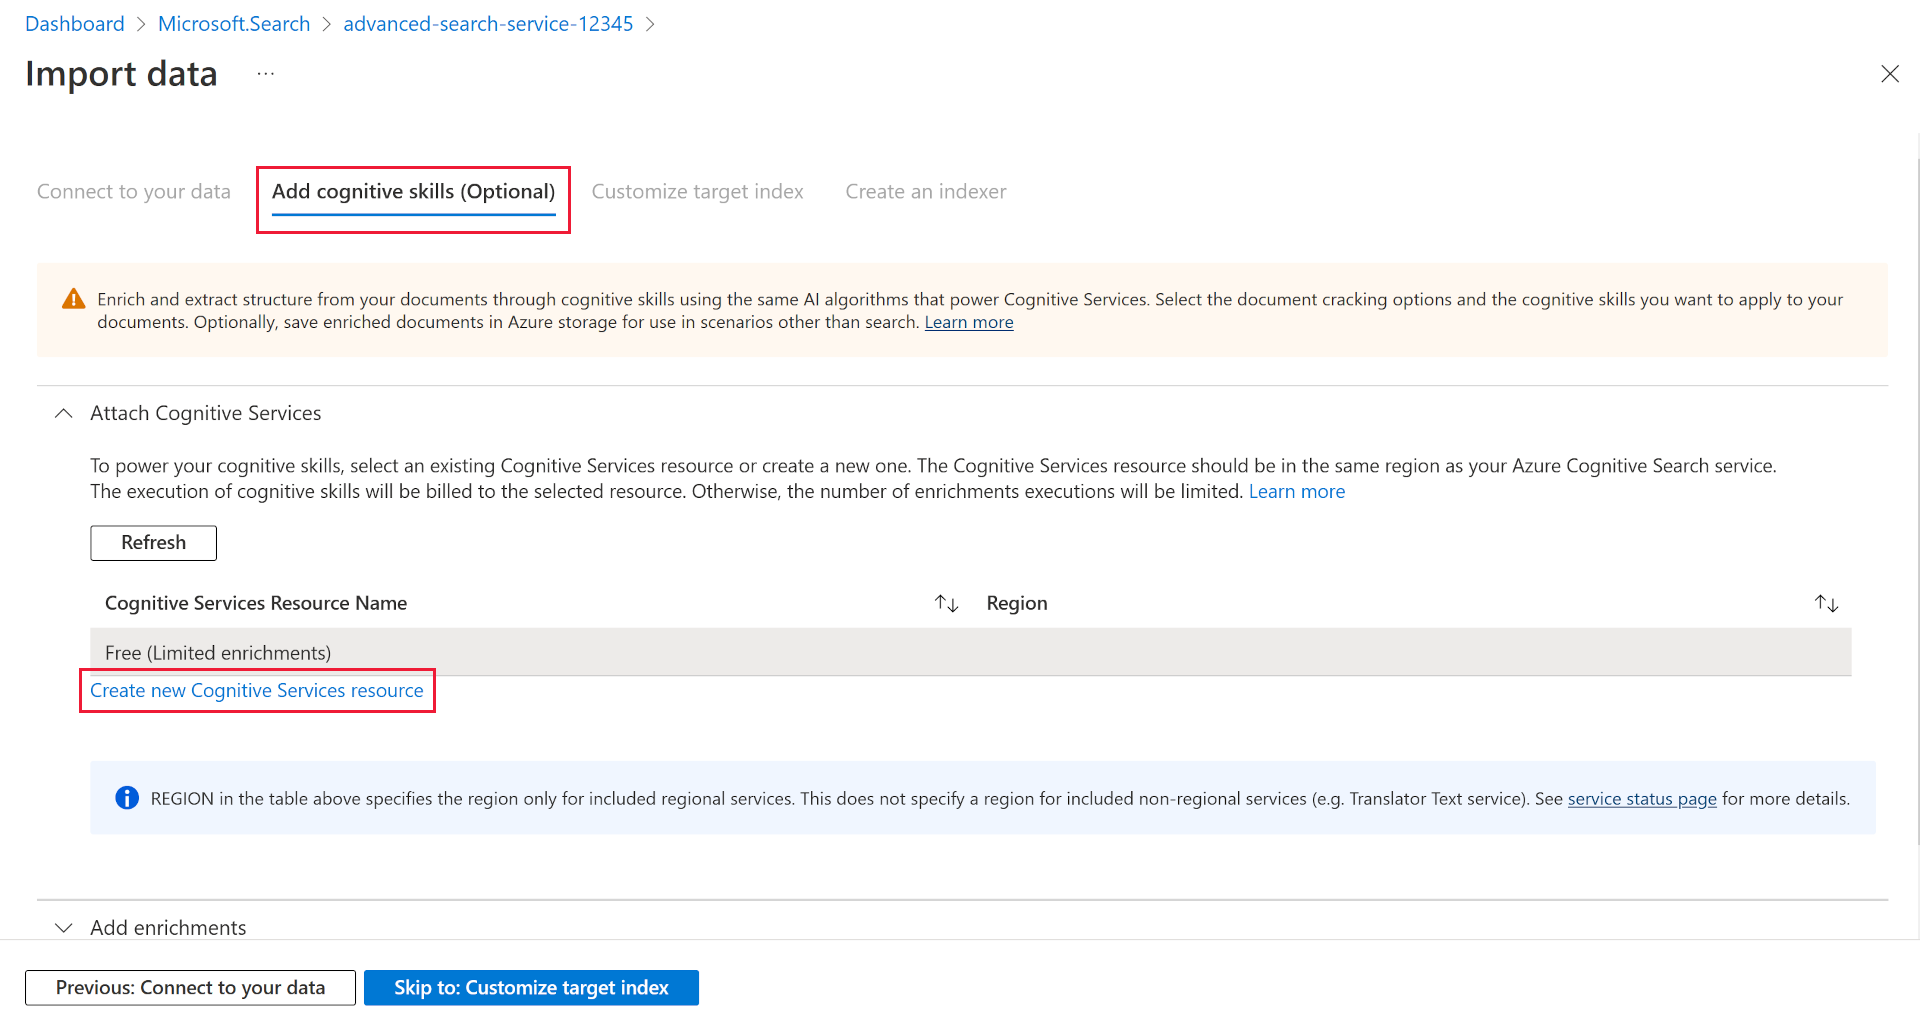 Dashboard > Microsoft.Search > advanced-search-service-12345 >
Import data ...
Connect to your data Add cognitive skills (Optional) Customize target index Create an indexer
Enrich and extract structure from your documents through cognitive skills using the same AI algorithms that power Cognitive Services. Select the document cracking options and the cognitive skills you want to apply to your
documents. Optionally, save enriched documents in Azure storage for use in scenarios other than search. Learn more
Attach Cognitive Services
To power your cognitive skills, select an existing Cognitive Services resource or create a new one. The Cognitive Services resource should be in the same region as your Azure Cognitive Search service.
The execution of cognitive skills will be billed to the selected resource. Otherwise, the number of enrichments executions will be limited. Learn more
Refresh
Cognitive Services Resource Name Region
Free (Limited enrichments)
Create new Cognitive Services resource
REGION in the table above specifies the region only for included regional services. This does not specify a region for included non-regional services (e.g. Translator Text service). See service status page for more details.
Add enrichments
Previous: Connect to your data Skip to: Customize target index